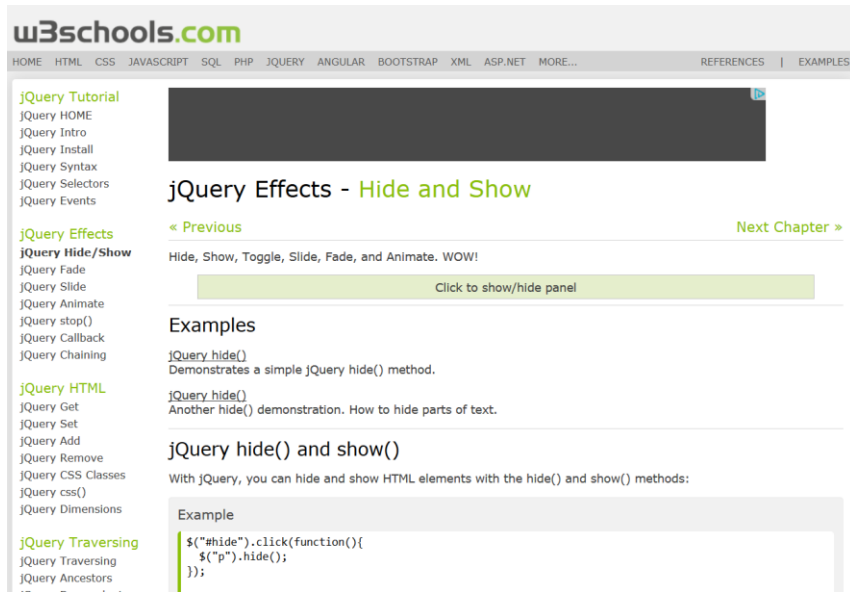 w3schools.com
HOME HTML CSS JAVASCRIPT SQL PHP JQUERY ANGULAR BOOTSTRAP XML ASP.NET MORE... REFERENCES | EXAMPLES
jQuery Tutorial
jQuery HOME
jQuery Intro
jQuery Install
jQuery Syntax
jQuery Selectors
jQuery Events
jQuery Effects
jQuery Hide/Show
jQuery Fade
jQuery Slide
jQuery Animate
jQuery stop()
jQuery Callback
jQuery Chaining
jQuery HTML
jQuery Get
jQuery Set
jQuery Add
jQuery Remove
jQuery CSS Classes
jQuery css()
jQuery Dimensions
jQuery Traversing
jQuery Traversing
jQuery Ancestors
jQuery Effects - Hide and Show
« Previous Next Chapter »
Hide, Show, Toggle, Slide, Fade, and Animate. WOW!
Click to show/hide panel
Examples
jQuery hide()
Demonstrates a simple jQuery hide() method.
jQuery hide()
Another hide() demonstration. How to hide parts of text.
jQuery hide() and show()
With jQuery, you can hide and show HTML elements with the hide() and show() methods:
Example
$("#hide").click(function(){
  $("p").hide();
});